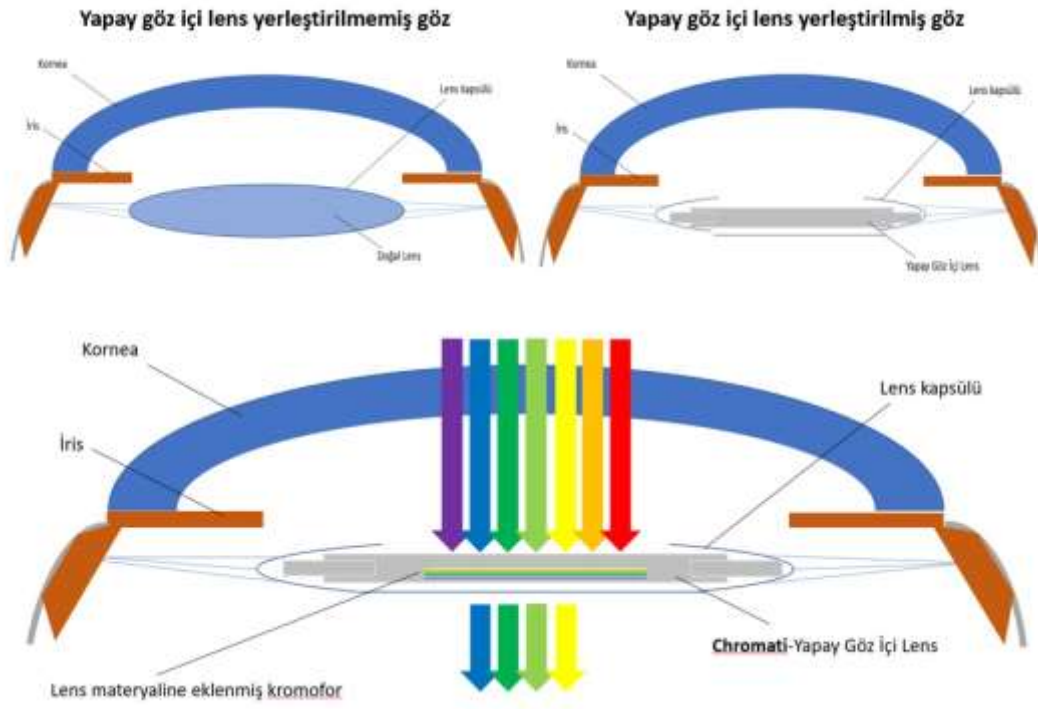 Yapay göz içi lens yerleştirilmemiş göz
Yapay göz içi lens yerleştirilmiş göz
Kornea
Lens kapsülü
İris
Doğal Lens
Kornea
Lens kapsülü
İris
Yapay Göz İçi Lens
Kornea
Lens kapsülü
İris
Chromati-Yapay Göz İçi Lens
Lens materyaline eklenmiş kromofor